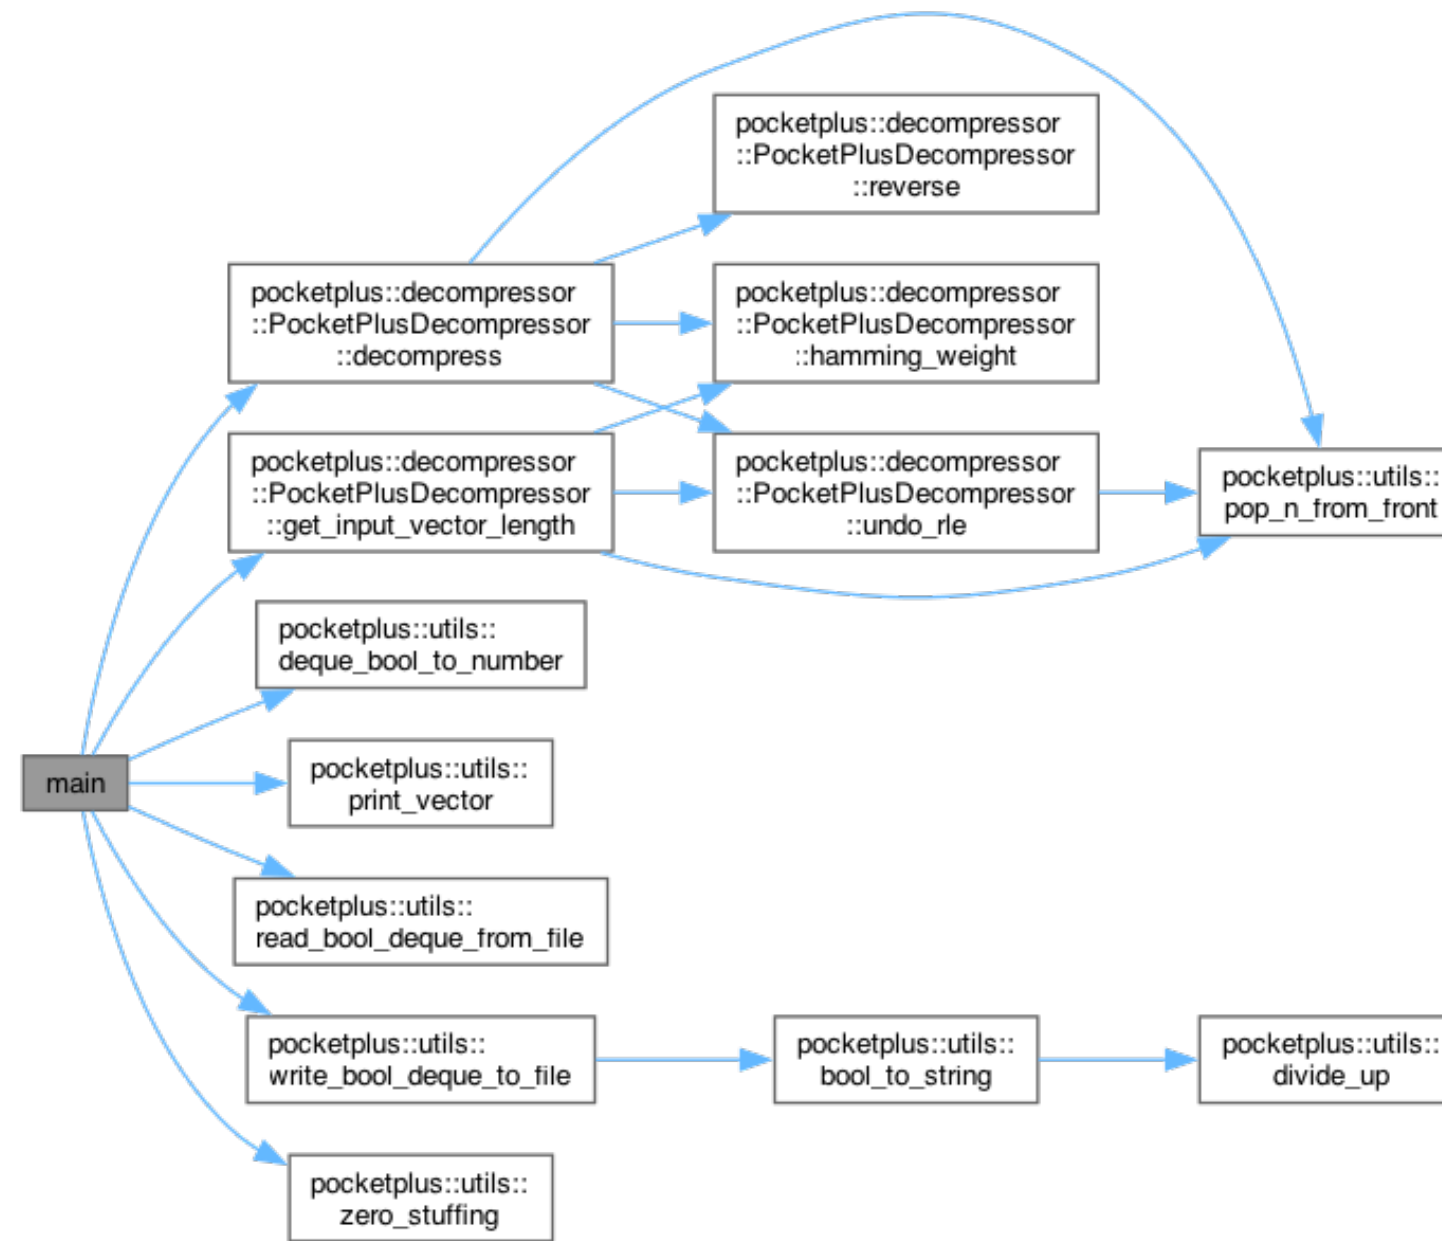 pocketplus::decompressor
::PocketPlusDecompressor
::reverse
pocketplus::decompressor
::PocketPlusDecompressor
::decompress
pocketplus::decompressor
::PocketPlusDecompressor
::hamming_weight
pocketplus::decompressor
::PocketPlusDecompressor
::get_input_vector_length
pocketplus::decompressor
::PocketPlusDecompressor
::undo_rle
pocketplus::utils::
pop_n_from_front
pocketplus::utils::
deque_bool_to_number
main
pocketplus::utils::
print_vector
pocketplus::utils::
read_bool_deque_from_file
pocketplus::utils::
write_bool_deque_to_file
pocketplus::utils::
bool_to_string
pocketplus::utils::
divide_up
pocketplus::utils::
zero_stuffing